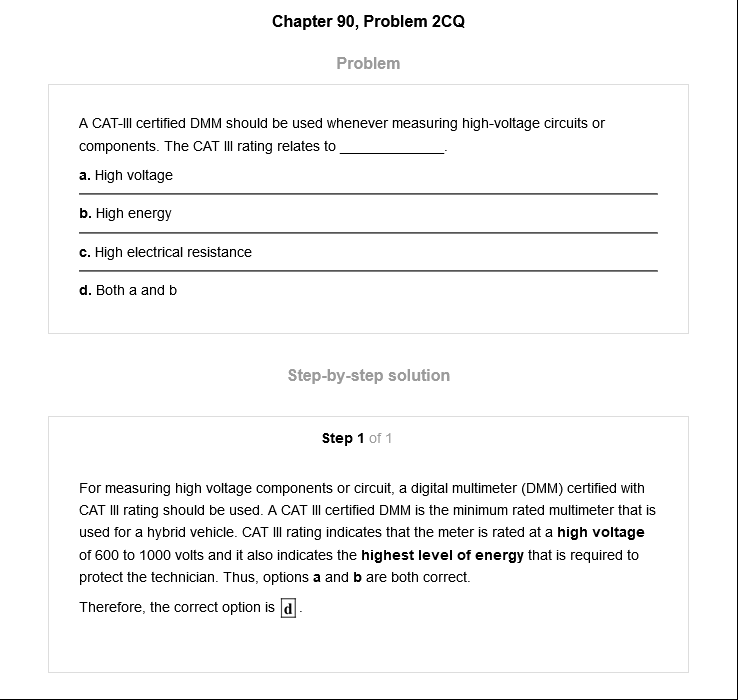 Chapter 90, Problem 2CQ
Problem
A CAT-III certified DMM should be used whenever measuring high-voltage circuits or
components. The CAT III rating relates to _____________.
a. High voltage
b. High energy
c. High electrical resistance
d. Both a and b
Step-by-step solution
Step 1 of 1
For measuring high voltage components or circuit, a digital multimeter (DMM) certified with
CAT III rating should be used. A CAT III certified DMM is the minimum rated multimeter that is
used for a hybrid vehicle. CAT III rating indicates that the meter is rated at a high voltage
of 600 to 1000 volts and it also indicates the highest level of energy that is required to
protect the technician. Thus, options a and b are both correct.
Therefore, the correct option is d.